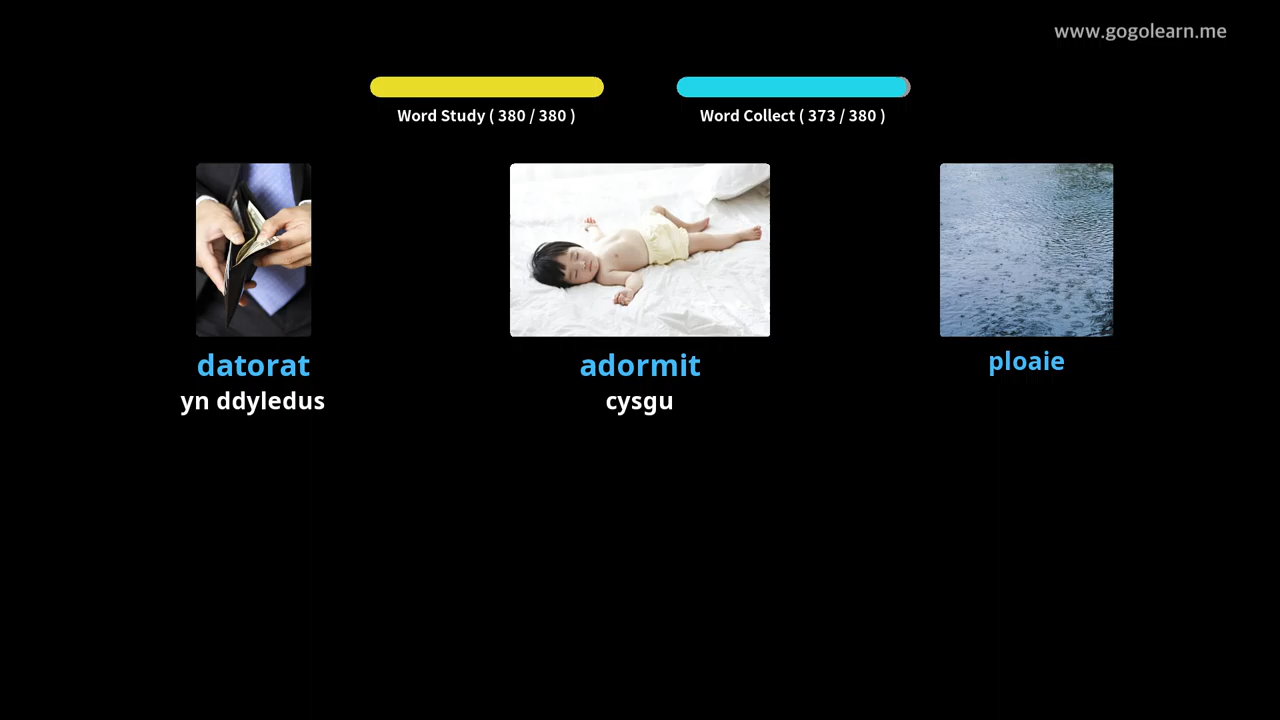 www.gogolearn.me
Word Study ( 380 / 380 )
Word Collect ( 373 / 380 )
datorat
adormit
ploaie
yn ddyledus
cysgu